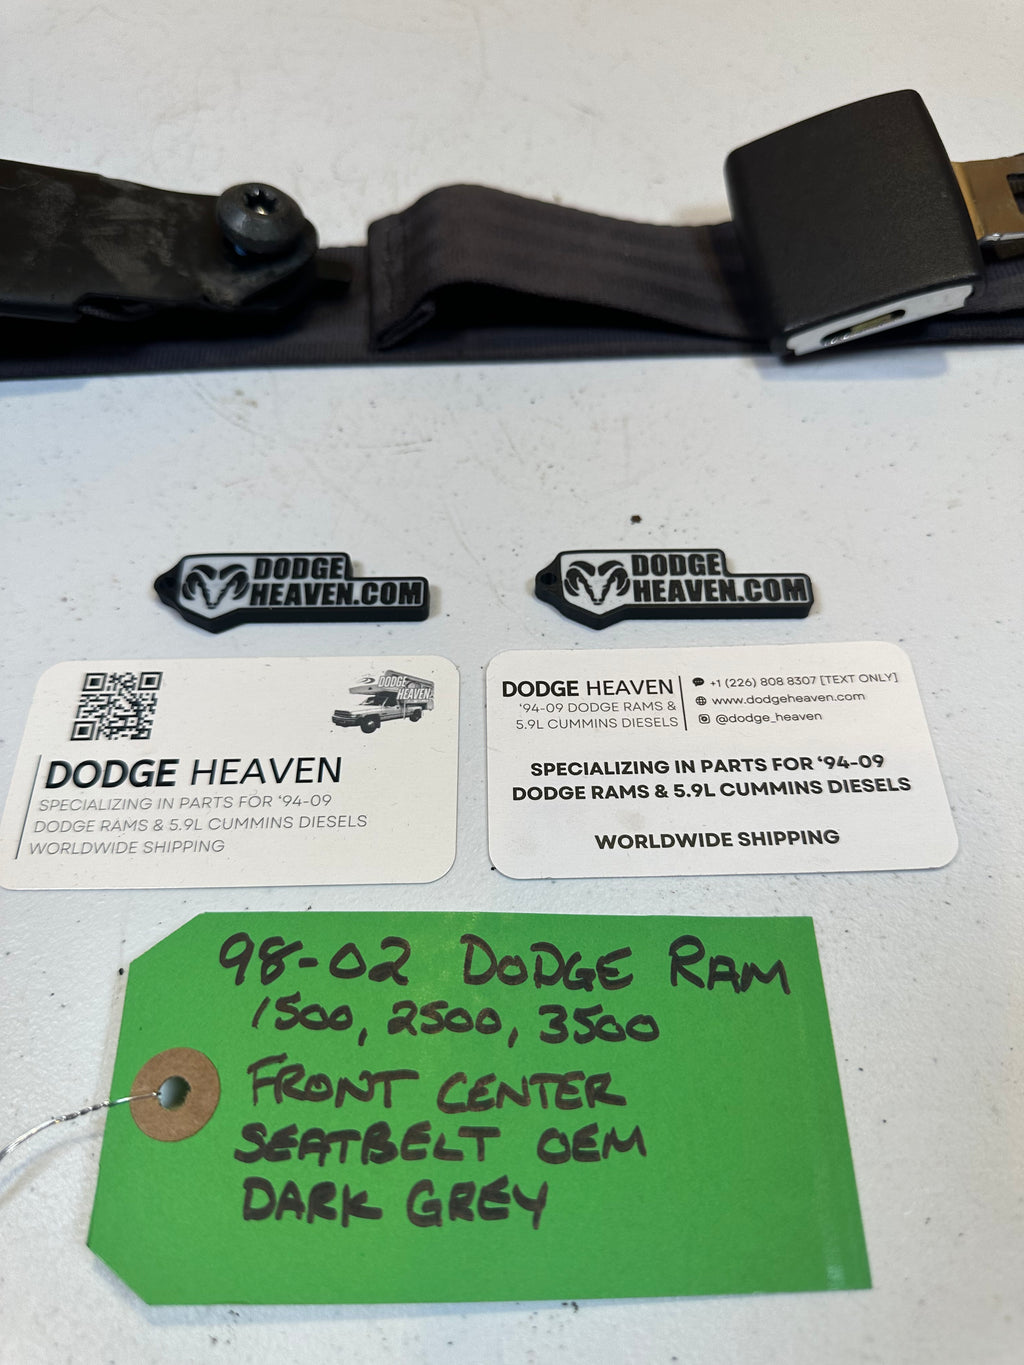 DODGE
HEAVEN.COM
DODGE
HEAVEN.COM
DODGE
HEAVEN
DODGE HEAVEN
SPECIALIZING IN PARTS FOR ‘94-09
DODGE RAMS & 5.9L CUMMINS DIESELS
WORLDWIDE SHIPPING
DODGE HEAVEN
‘94-09 DODGE RAMS &
5.9L CUMMINS DIESELS
+1 (226) 808 8307 [TEXT ONLY]
www.dodgeheaven.com
@dodge_heaven
SPECIALIZING IN PARTS FOR ‘94-09
DODGE RAMS & 5.9L CUMMINS DIESELS
WORLDWIDE SHIPPING
98-02 DODGE RAM
1500, 2500, 3500
FRONT CENTER
SEATBELT OEM
DARK GREY